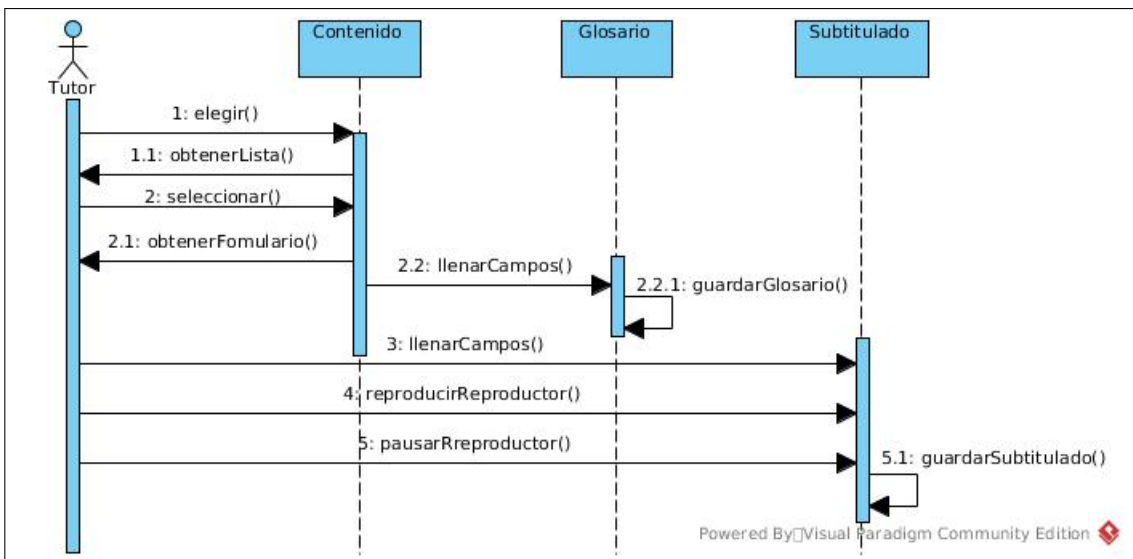 Contenido
Glosario
Subtitulado
Tutor
1: elegir()
1.1: obtenerLista()
2: seleccionar()
2.1: obtenerFomulario()
2.2: llenarCampos()
2.2.1: guardarGlosario()
3: llenarCampos()
4: reproducirReproductor()
5: pausarRreproductor()
5.1: guardarSubtitulado()
Powered By Visual Paradigm Community Edition